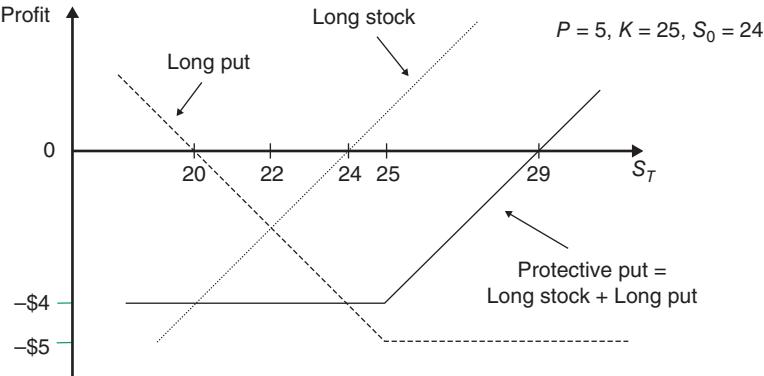 Profit
Long stock
P = 5, K = 25, S₀ = 24
Long put
0
20 22 24 25 29
S_T
Protective put =
Long stock + Long put
–$4
–$5